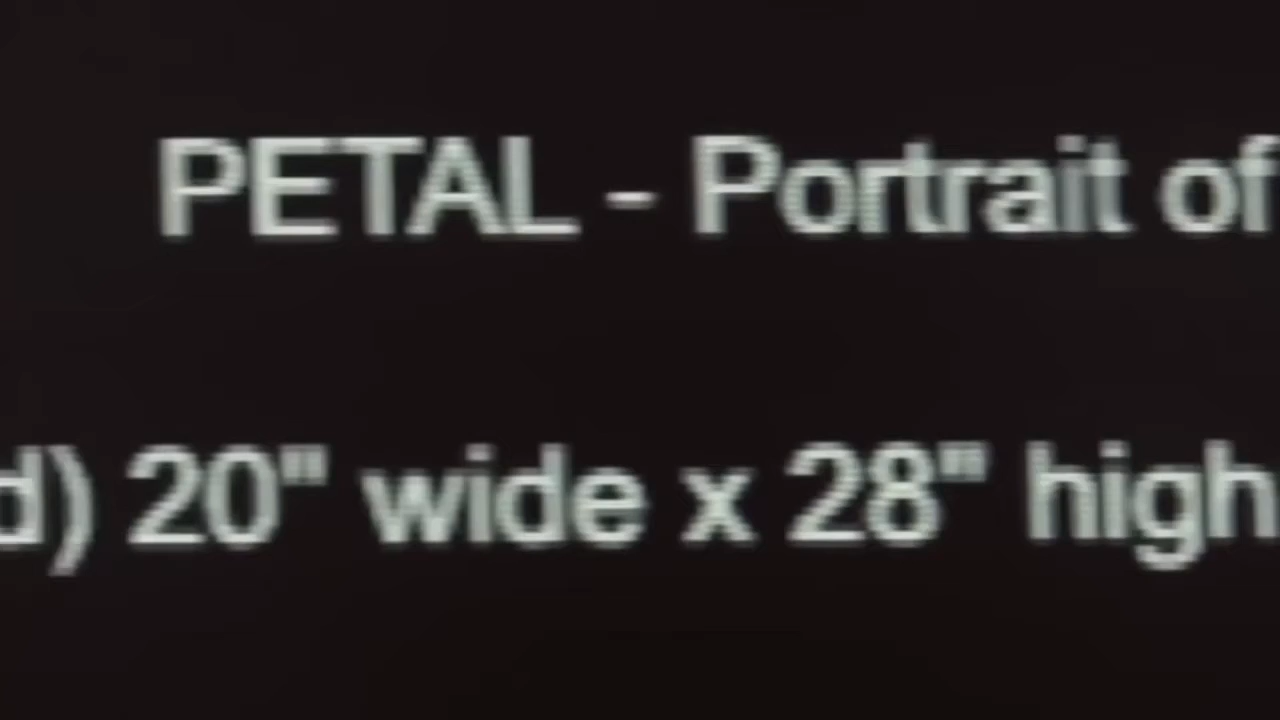 PETAL - Portrait of
d) 20" wide x 28" high